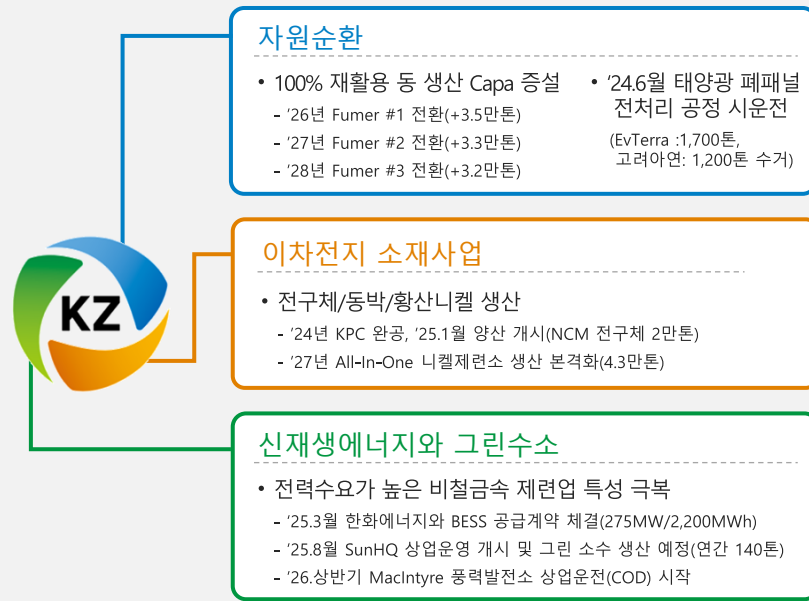 자원순환
• 100% 재활용 동 생산 Capa 증설
- '26년 Fumer #1 전환(+3.5만톤)
- '27년 Fumer #2 전환(+3.3만톤)
- '28년 Fumer #3 전환(+3.2만톤)
• '24.6월 태양광 폐패널
전처리 공정 시운전
(EvTerra :1,700톤,
고려아연: 1,200톤 수거)
KZ
이차전지 소재사업
• 전구체/동박/황산니켈 생산
- '24년 KPC 완공, '25.1월 양산 개시(NCM 전구체 2만톤)
- '27년 All-In-One 니켈제련소 생산 본격화(4.3만톤)
신재생에너지와 그린수소
• 전력수요가 높은 비철금속 제련업 특성 극복
- '25.3월 한화에너지와 BESS 공급계약 체결(275MW/2,200MWh)
- '25.8월 SunHQ 상업운영 개시 및 그린 소수 생산 예정(연간 140톤)
- '26.상반기 MacIntyre 풍력발전소 상업운전(COD) 시작